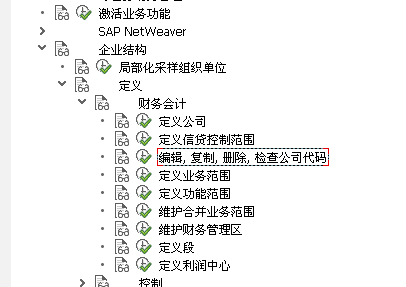 激活业务功能
SAP NetWeaver
企业结构
局部化采样组织单位
定义
财务会计
定义公司
定义信贷控制范围
编辑, 复制, 删除, 检查公司代码
定义业务范围
定义功能范围
维护合并业务范围
维护财务管理区
定义段
定义利润中心
控制